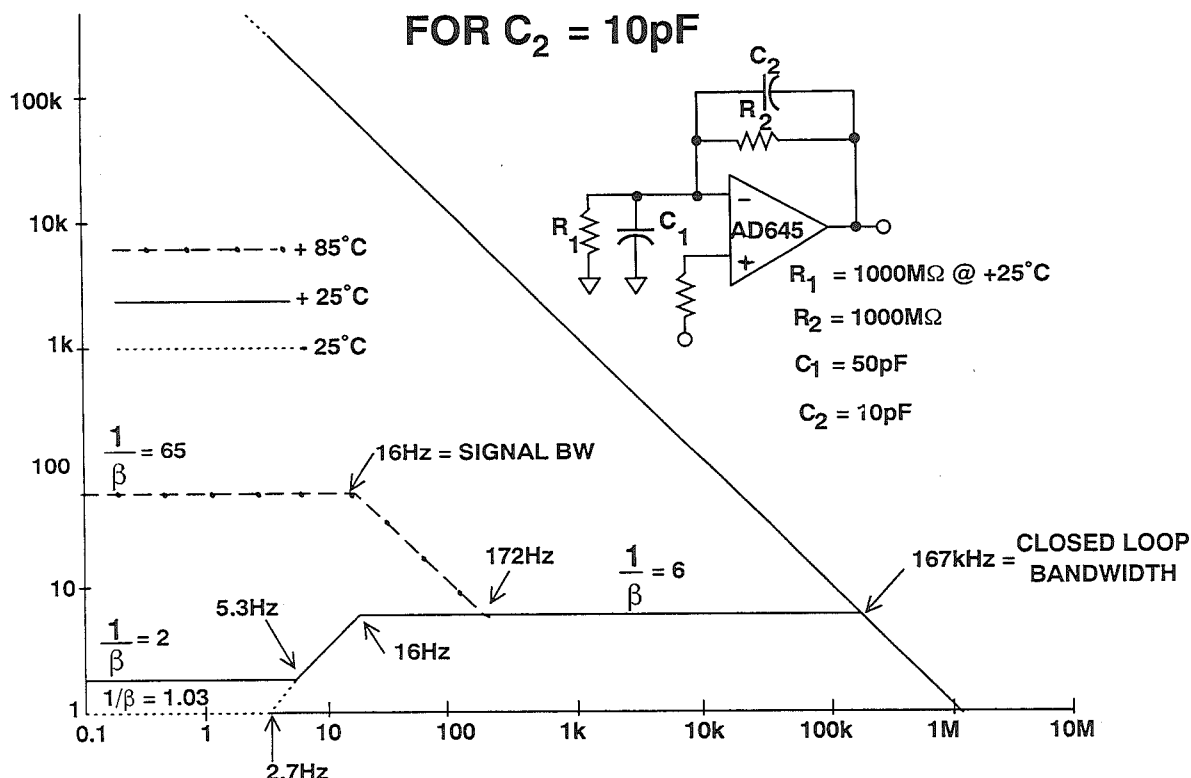 FOR C2 = 10pF
C2
R2
100k
10k
1k
100
10
1
+ 85°C
+ 25°C
- 25°C
R1
C1
-
+
AD645
R1 = 1000MΩ @ +25°C
R2 = 1000MΩ
C1 = 50pF
C2 = 10pF
1/β = 65
16Hz = SIGNAL BW
172Hz
1/β = 6
167kHz = CLOSED LOOP
BANDWIDTH
5.3Hz
1/β = 2
16Hz
1/β = 1.03
0.1 1 10 100 1k 10k 100k 1M 10M
2.7Hz